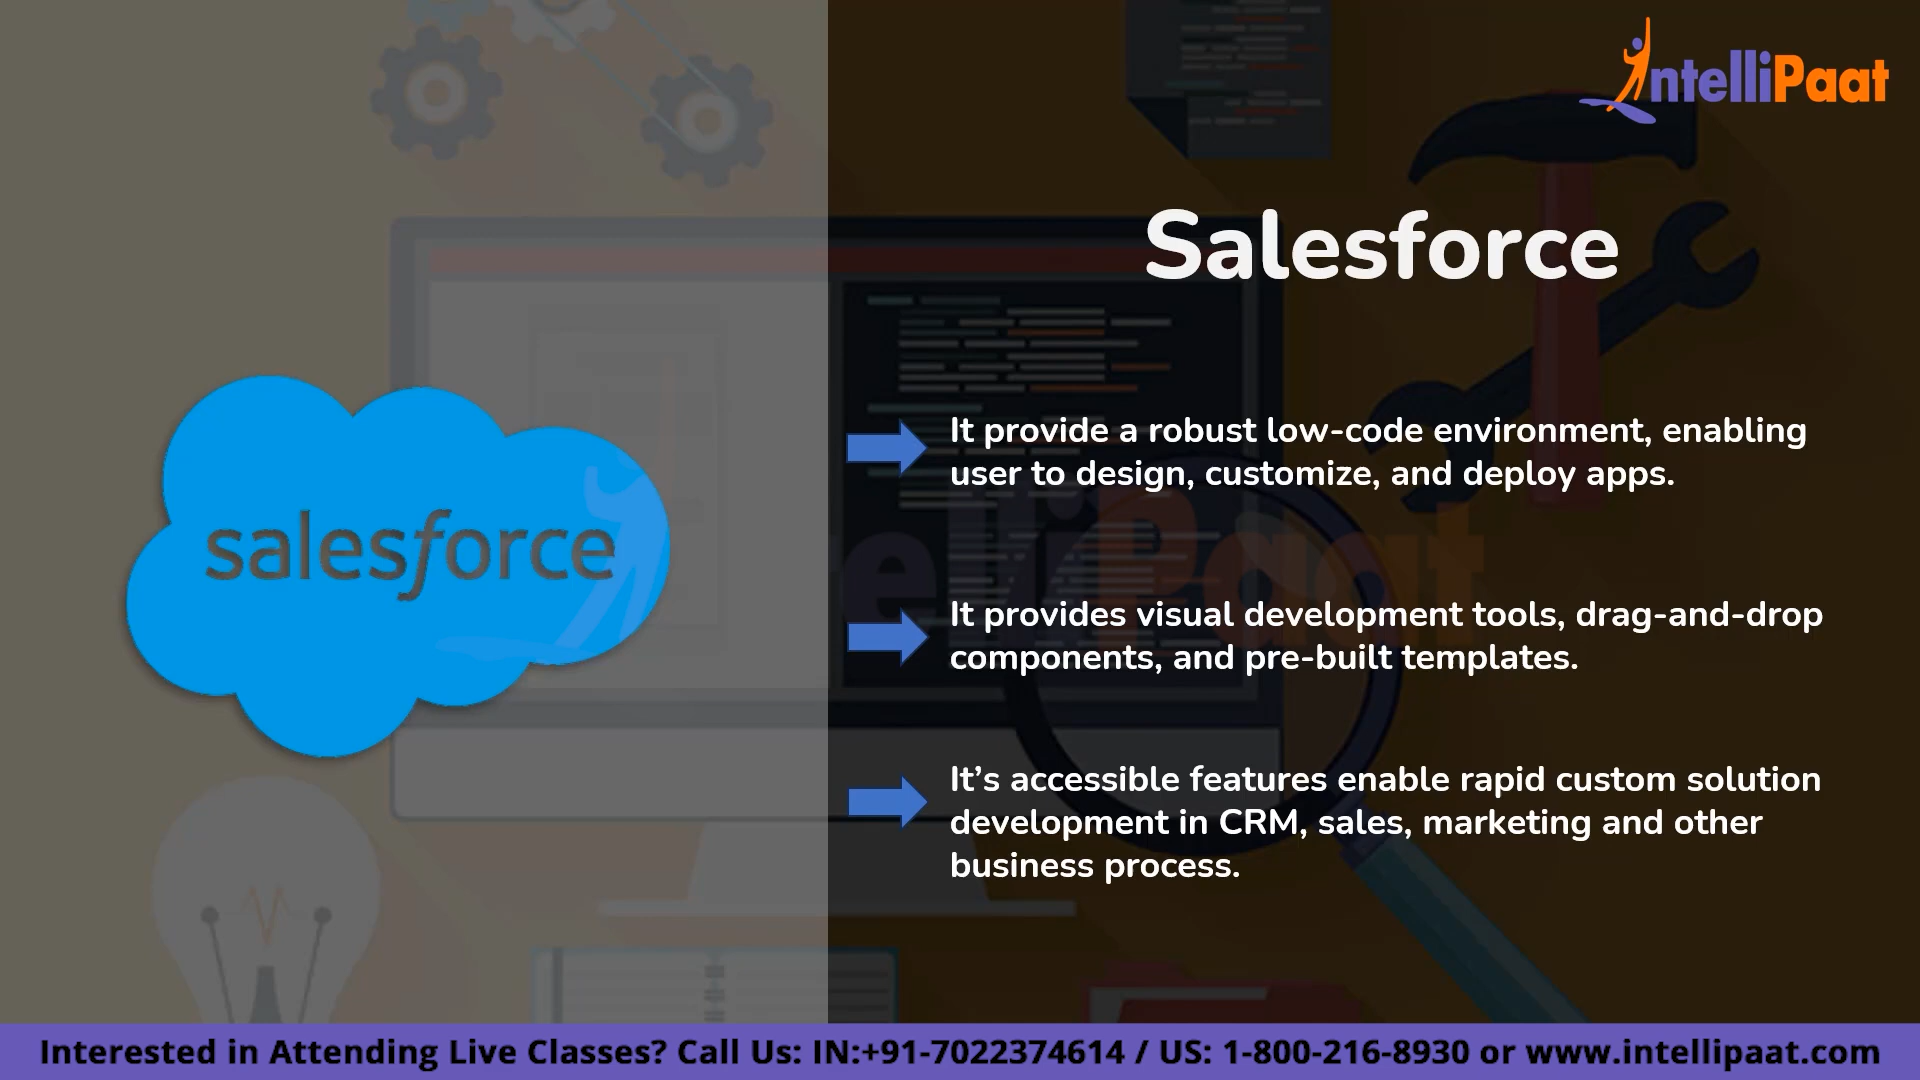 IntelliPaat
Salesforce
salesforce
It provide a robust low-code environment, enabling
user to design, customize, and deploy apps.
It provides visual development tools, drag-and-drop
components, and pre-built templates.
It’s accessible features enable rapid custom solution
development in CRM, sales, marketing and other
business process.
Interested in Attending Live Classes? Call Us: IN:+91-7022374614 / US: 1-800-216-8930 or www.intellipaat.com